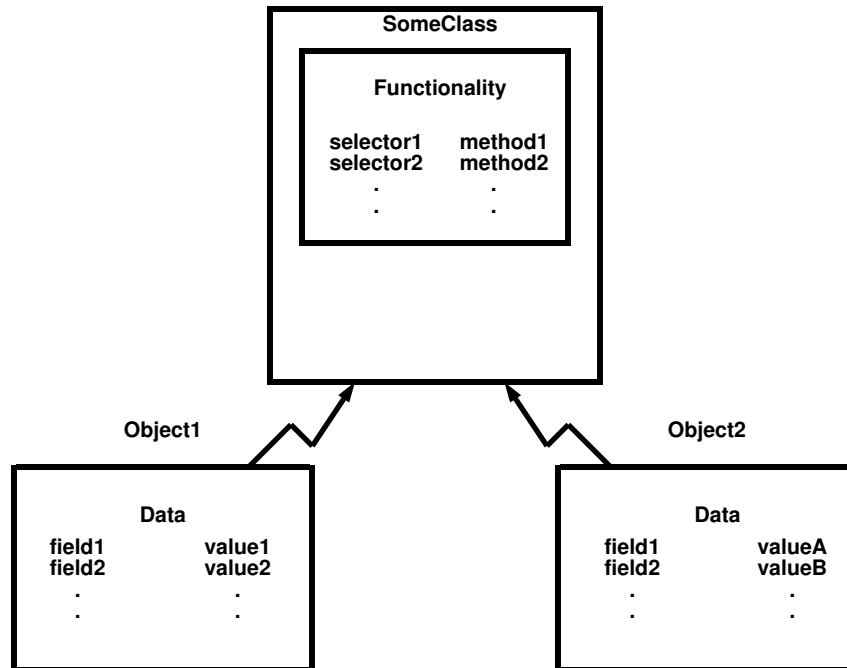 SomeClass
Functionality
selector1 method1
selector2 method2
. .
. .
Object1 Object2
Data Data
field1 value1 field1 valueA
field2 value2 field2 valueB
. . . .
. . . .